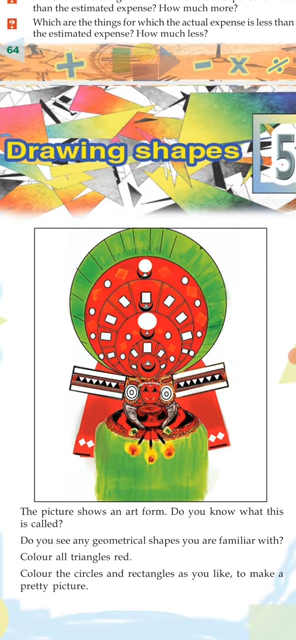 than the estimated expense? How much more?
Which are the things for which the actual expense is less than
the estimated expense? How much less?
64
Drawing shapes
5
The picture shows an art form. Do you know what this
is called?
Do you see any geometrical shapes you are familiar with?
Colour all triangles red.
Colour the circles and rectangles as you like, to make a
pretty picture.